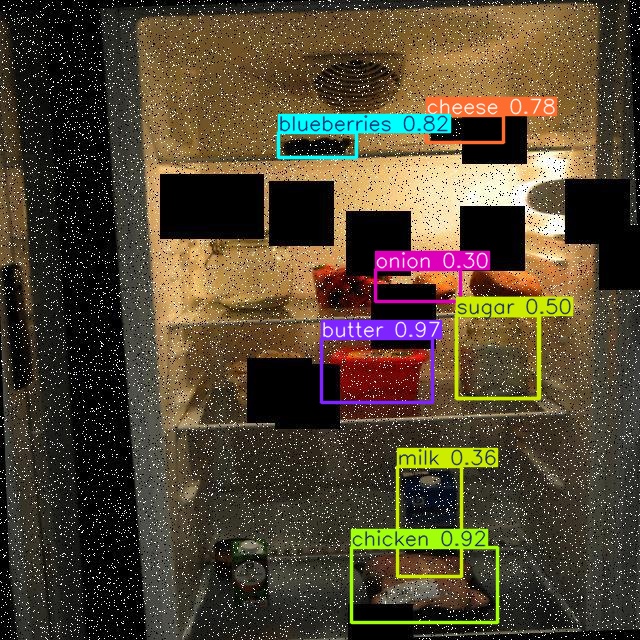 cheese 0.78
blueberries 0.82
onion 0.30
sugar 0.50
butter 0.97
milk 0.36
chicken 0.92